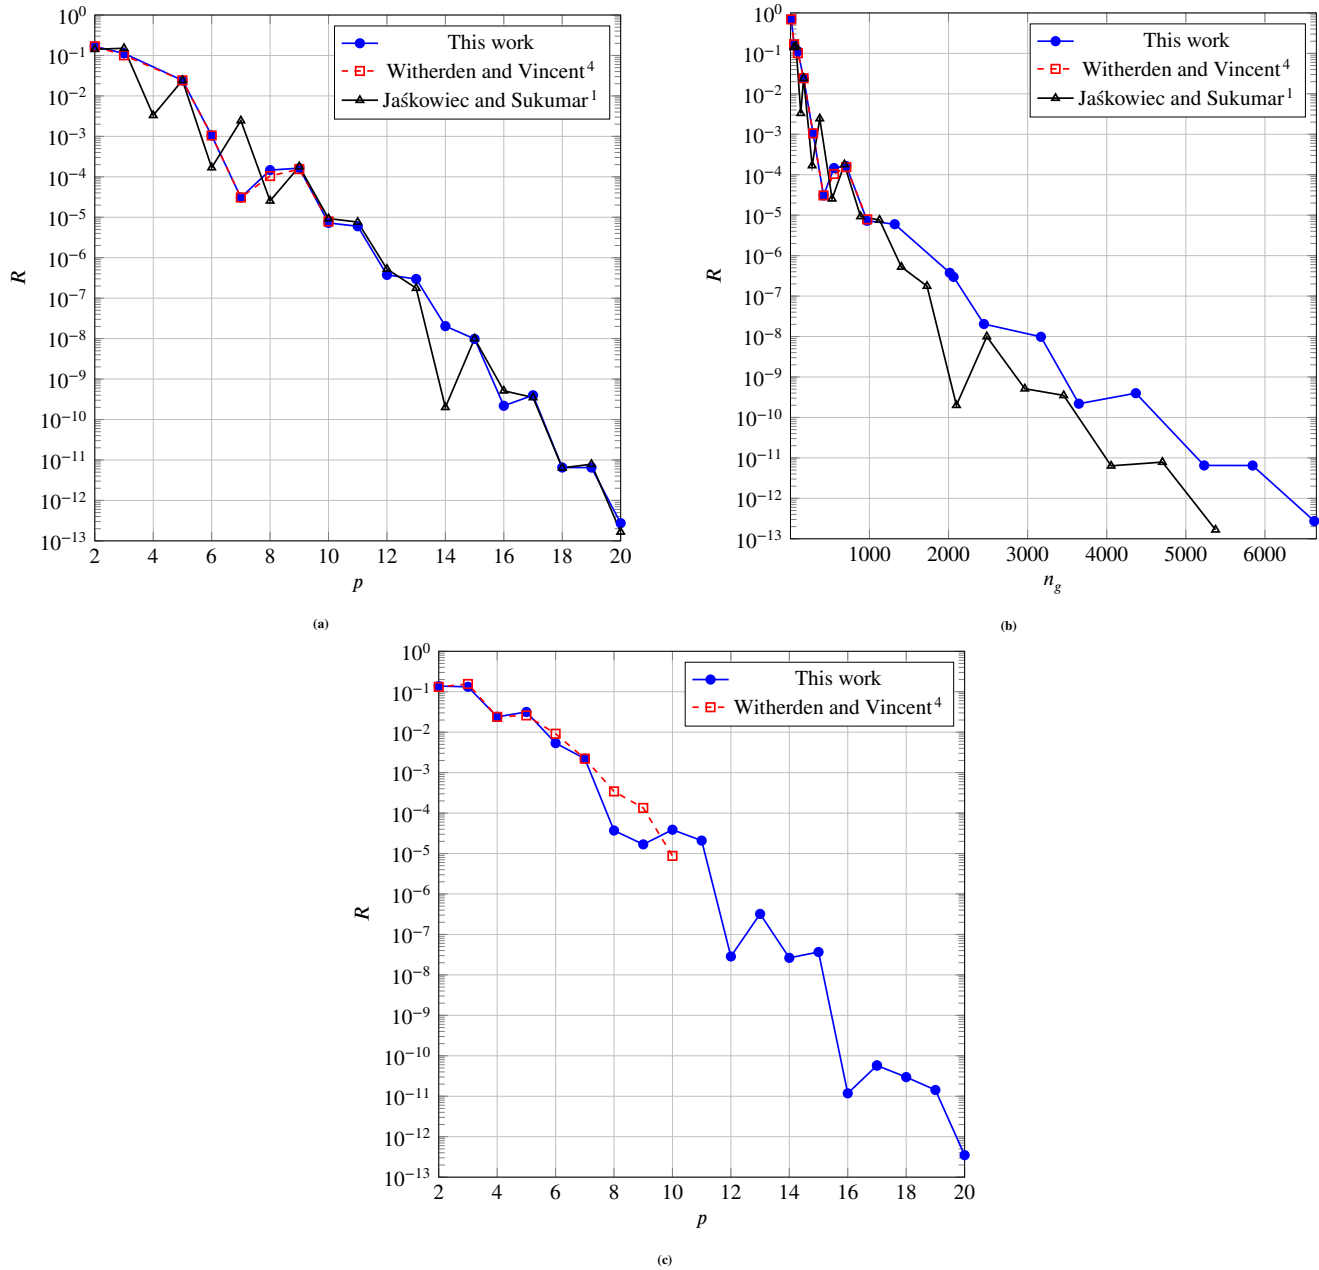 10^0
10^−1
10^−2
10^−3
10^−4
10^−5
10^−6
10^−7
10^−8
10^−9
10^−10
10^−11
10^−12
10^−13
R
This work
Witherden and Vincent^4
Jaśkowiec and Sukumar^1
2 4 6 8 10 12 14 16 18 20
p
(a)
10^0
10^−1
10^−2
10^−3
10^−4
10^−5
10^−6
10^−7
10^−8
10^−9
10^−10
10^−11
10^−12
10^−13
R
This work
Witherden and Vincent^4
Jaśkowiec and Sukumar^1
1000 2000 3000 4000 5000 6000
n_g
(b)
10^0
10^−1
10^−2
10^−3
10^−4
10^−5
10^−6
10^−7
10^−8
10^−9
10^−10
10^−11
10^−12
10^−13
R
This work
Witherden and Vincent^4
2 4 6 8 10 12 14 16 18 20
p
(c)